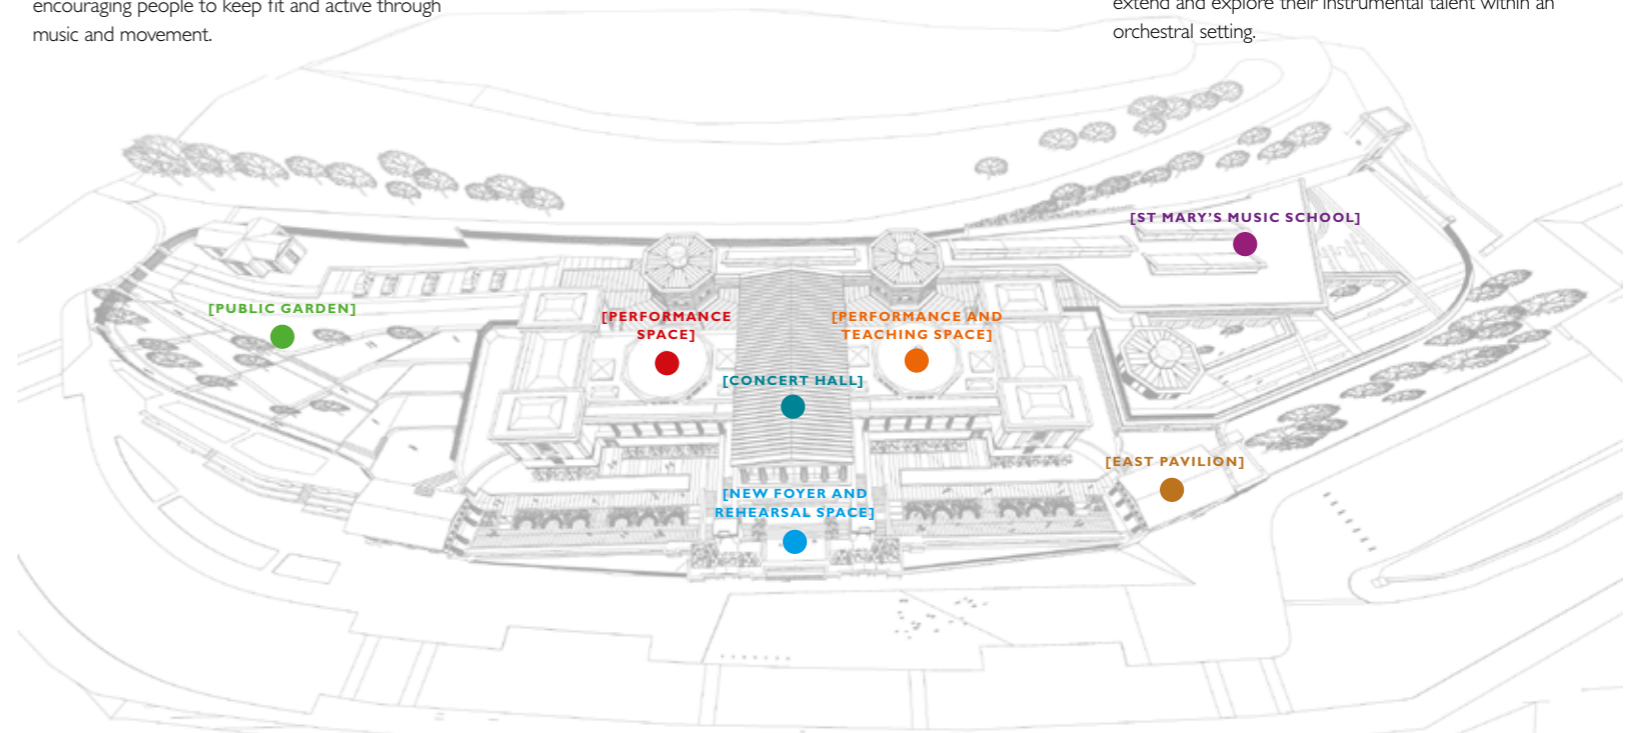 encouraging people to keep fit and active through
music and movement.
extend and explore their instrumental talent within an
orchestral setting.
[ST MARY'S MUSIC SCHOOL]
[PUBLIC GARDEN]
[PERFORMANCE
SPACE]
[PERFORMANCE AND
TEACHING SPACE]
[CONCERT HALL]
[EAST PAVILION]
[NEW FOYER AND
REHEARSAL SPACE]